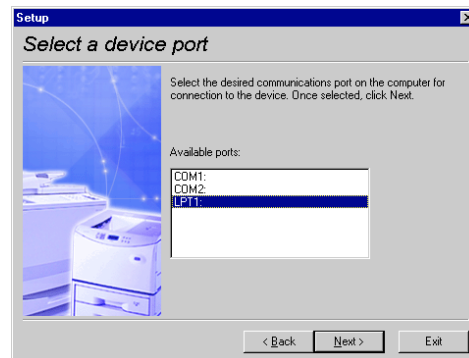 Setup
Select a device port
Select the desired communications port on the computer for
connection to the device. Once selected, click Next.
Available ports:
COM1:
COM2:
LPT1:
< Back
Next >
Exit